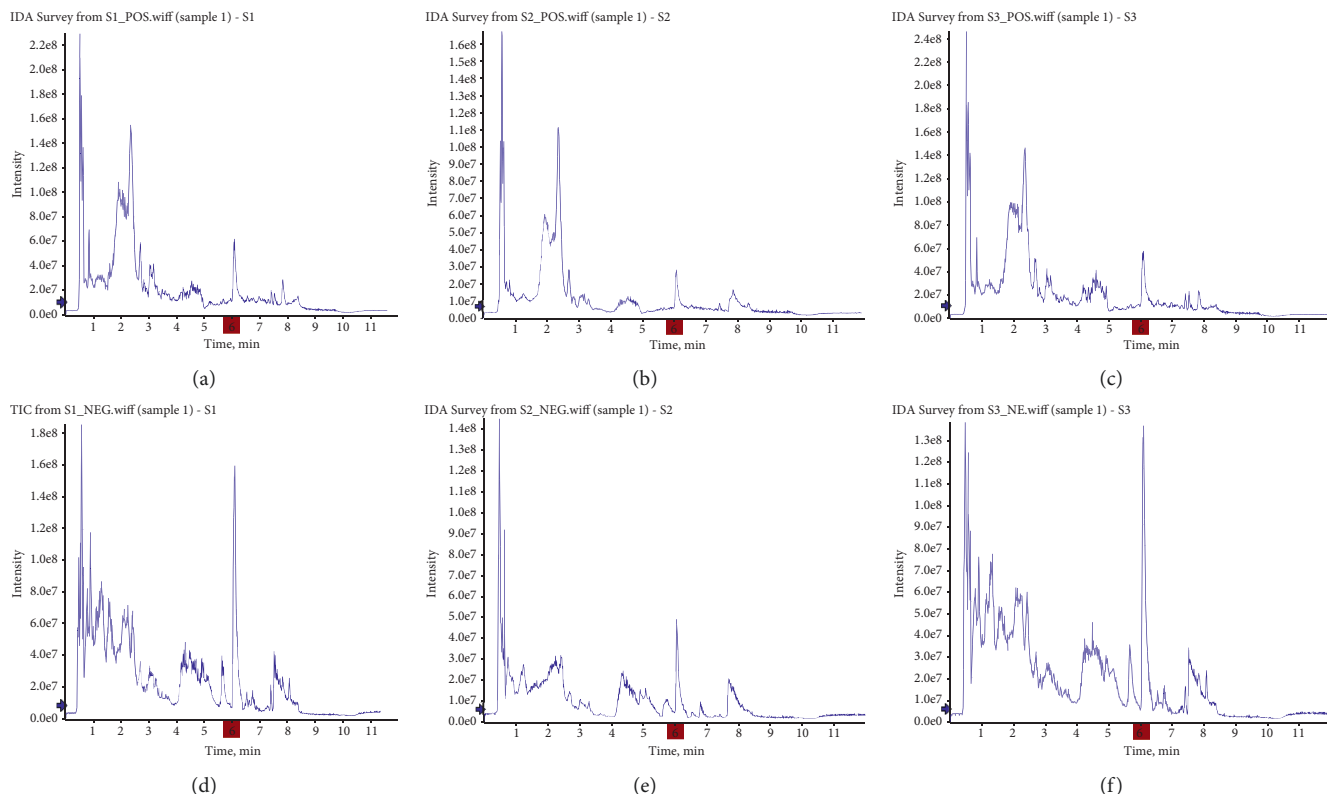 IDA Survey from S1_POS.wiff (sample 1) - S1
2.2e8
2.0e8
1.8e8
1.6e8
1.4e8
1.2e8
1.0e8
8.0e7
6.0e7
4.0e7
2.0e7
0.0e0
Intensity
1 2 3 4 5 6 7 8 9 10 11
Time, min
(a)
IDA Survey from S2_POS.wiff (sample 1) - S2
1.6e8
1.5e8
1.4e8
1.3e8
1.2e8
1.1e8
1.0e8
9.0e7
8.0e7
7.0e7
6.0e7
5.0e7
4.0e7
3.0e7
2.0e7
1.0e7
0.0e0
Intensity
1 2 3 4 5 6 7 8 9 10 11
Time, min
(b)
IDA Survey from S3_POS.wiff (sample 1) - S3
2.4e8
2.2e8
2.0e8
1.8e8
1.6e8
1.4e8
1.2e8
1.0e8
8.0e7
6.0e7
4.0e7
2.0e7
0.0e0
Intensity
1 2 3 4 5 6 7 8 9 10 11
Time, min
(c)
TIC from S1_NEG.wiff (sample 1) - S1
1.8e8
1.6e8
1.4e8
1.2e8
1.0e8
8.0e7
6.0e7
4.0e7
2.0e7
0.0e0
Intensity
1 2 3 4 5 6 7 8 9 10 11
Time, min
(d)
IDA Survey from S2_NEG.wiff (sample 1) - S2
1.4e8
1.3e8
1.2e8
1.1e8
1.0e8
9.0e7
8.0e7
7.0e7
6.0e7
5.0e7
4.0e7
3.0e7
2.0e7
1.0e7
0.0e0
Intensity
1 2 3 4 5 6 7 8 9 10 11
Time, min
(e)
IDA Survey from S3_NE.wiff (sample 1) - S3
1.3e8
1.2e8
1.1e8
1.0e8
9.0e7
8.0e7
7.0e7
6.0e7
5.0e7
4.0e7
3.0e7
2.0e7
1.0e7
0.0e0
Intensity
1 2 3 4 5 6 7 8 9 10 11
Time, min
(f)